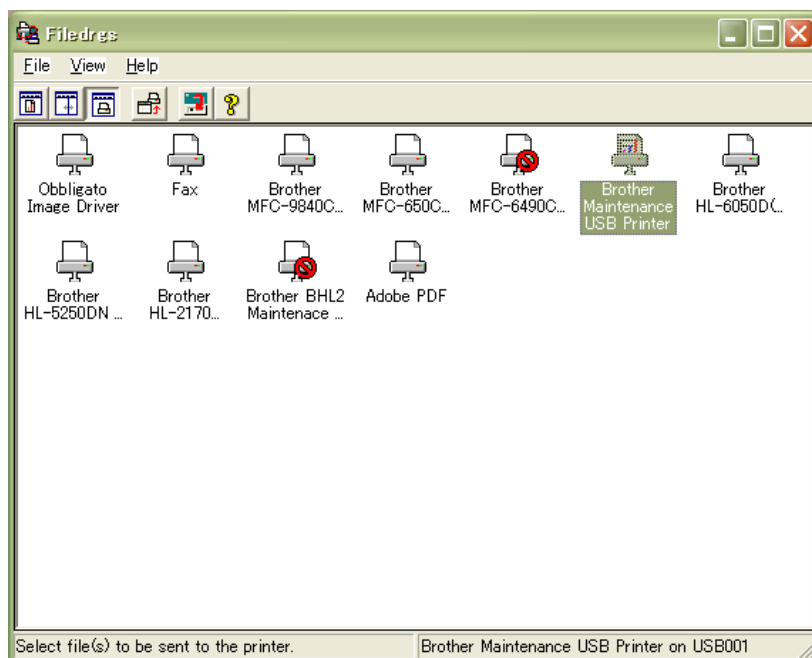 Filedrgs
File View Help
Obbligato Fax Brother Brother Brother Brother Brother
Image Driver MFC-9840C... MFC-650C... MFC-6490C... Maintenance HL-6050D(...
USB Printer
Brother Brother Brother BHL2 Adobe PDF
HL-5250DN ... HL-2170... Maintenace ...
Select file(s) to be sent to the printer. Brother Maintenance USB Printer on USB001